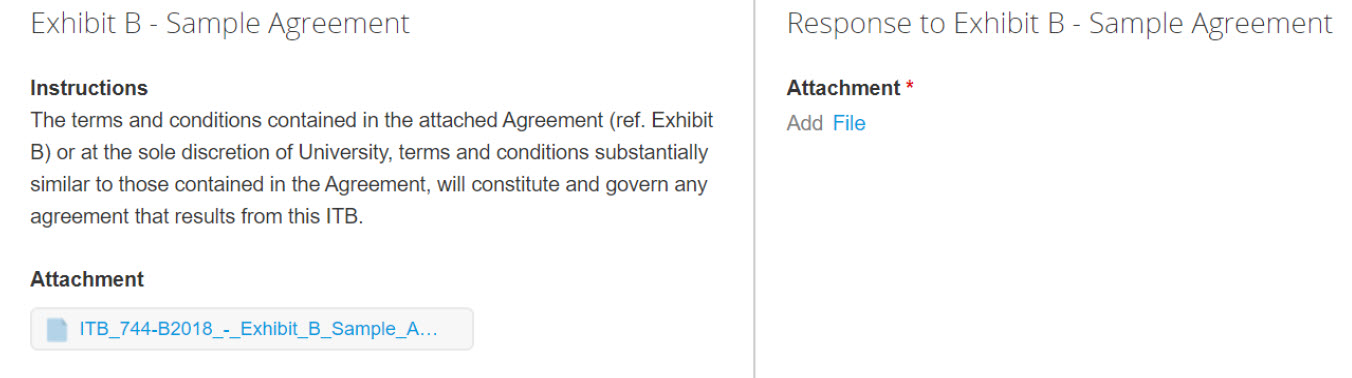 Exhibit B - Sample Agreement
Instructions
The terms and conditions contained in the attached Agreement (ref. Exhibit
B) or at the sole discretion of University, terms and conditions substantially
similar to those contained in the Agreement, will constitute and govern any
agreement that results from this ITB.
Attachment
ITB_744-B2018_-_Exhibit_B_Sample_A…
Response to Exhibit B - Sample Agreement
Attachment *
Add File